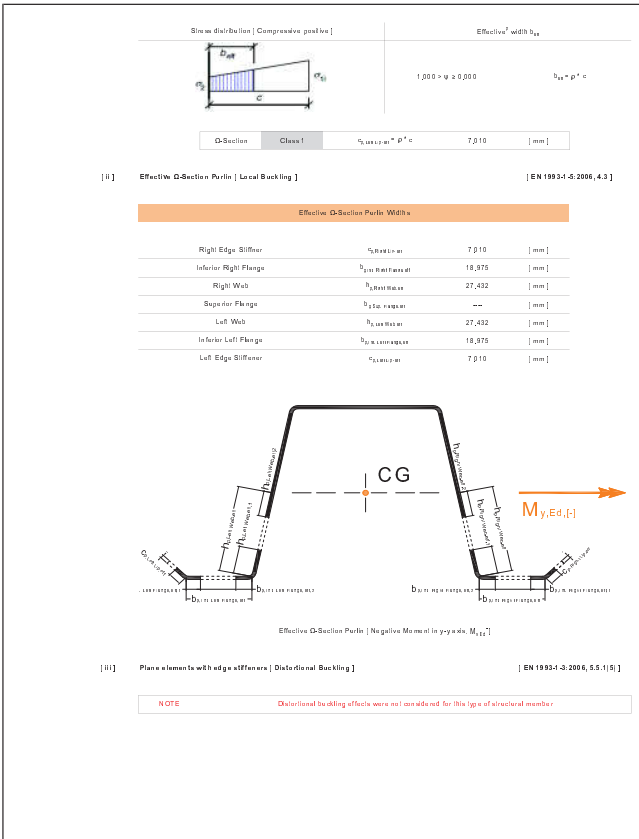 Stress distribution [ Compressive positive ]
Effective² width b_eff
b_eff
σ₂
σ₁
c
1,000 > ψ ≥ 0,000
b_eff = ρ * c
Ω-Section
Class 1
= ρ * c
7,010
[ mm ]
[ ii ]
Effective Ω-Section Purlin [ Local Buckling ]
[ EN 1993-1-5:2006, 4.3 ]
Effective Ω-Section Purlin Widths
Right Edge Stiffner
7,010
[ mm ]
Inferior Right Flange
18,975
[ mm ]
Right Web
27,432
[ mm ]
Superior Flange
----
[ mm ]
Left Web
27,432
[ mm ]
Inferior Left Flange
18,975
[ mm ]
Left Edge Stiffener
7,010
[ mm ]
CG
M_y,Ed,[-]
Effective Ω-Section Purlin [ Negative Moment in y-y axis, M_y,Ed^- ]
[ iii ]
Plane elements with edge stiffeners [ Distortional Buckling ]
[ EN 1993-1-3:2006, 5.5.1(5) ]
NOTE
Distortional buckling effects were not considered for this type of structural member